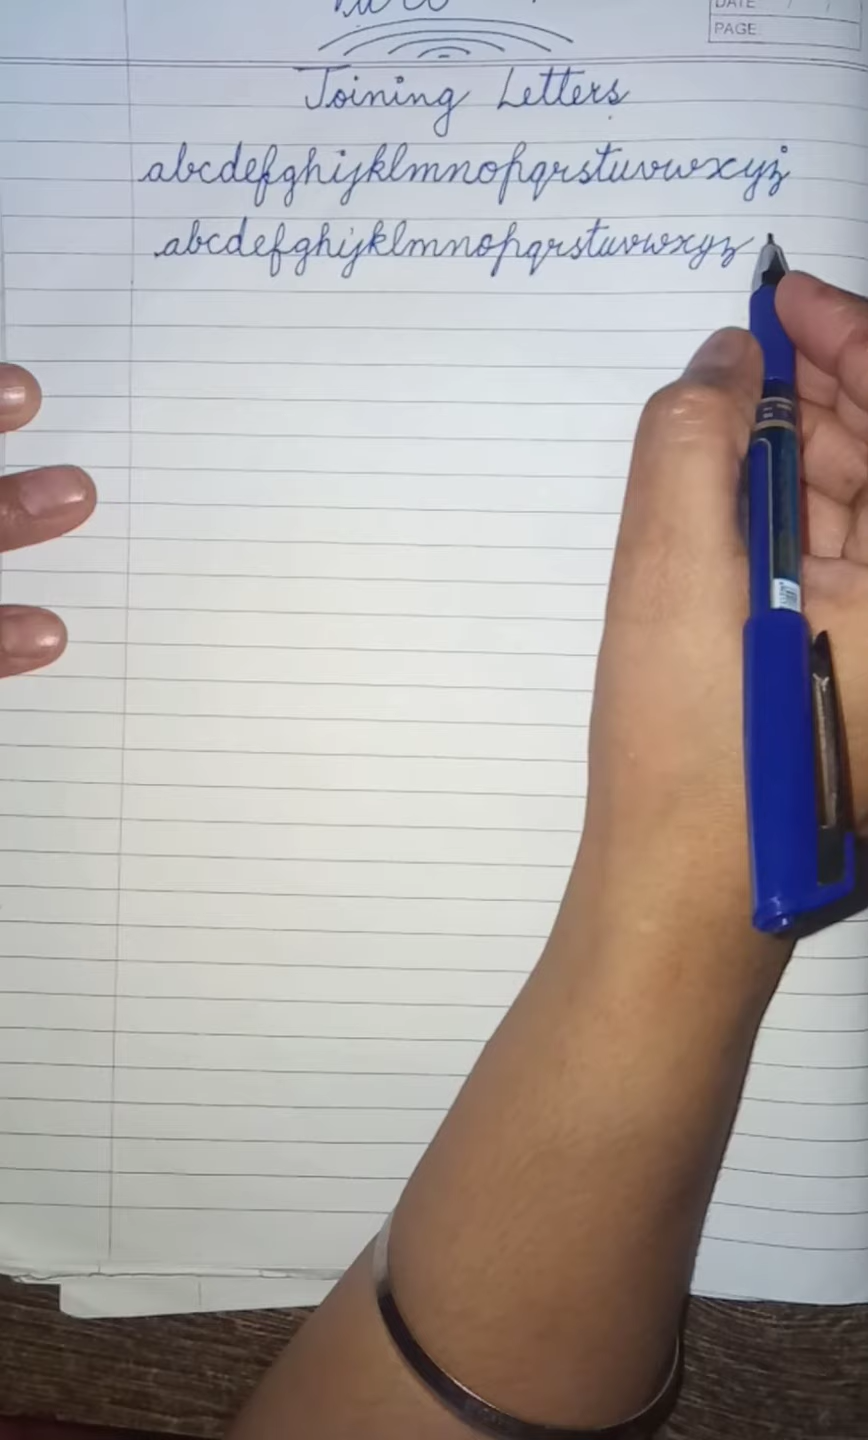 DATE / /
PAGE
Joining Letters
abcdefghijklmnopqrstuvwxyz
abcdefghijklmnopqrstuvwxyz